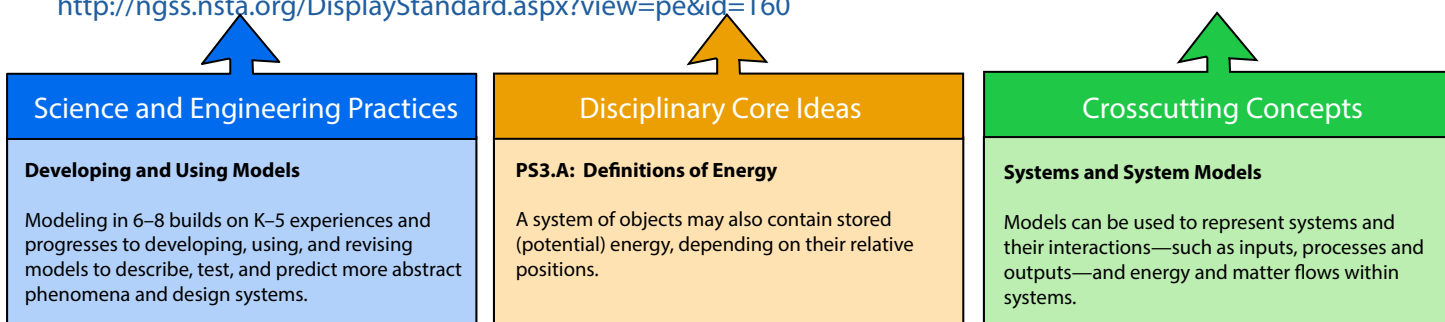 http://ngss.nsta.org/DisplayStandard.aspx?view=pe&id=160
Science and Engineering Practices
Developing and Using Models
Modeling in 6–8 builds on K–5 experiences and
progresses to developing, using, and revising
models to describe, test, and predict more abstract
phenomena and design systems.
Disciplinary Core Ideas
PS3.A: Definitions of Energy
A system of objects may also contain stored
(potential) energy, depending on their relative
positions.
Crosscutting Concepts
Systems and System Models
Models can be used to represent systems and
their interactions—such as inputs, processes and
outputs—and energy and matter flows within
systems.